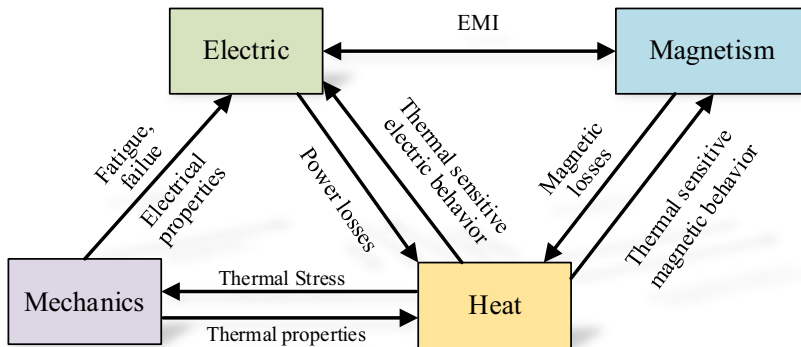 EMI
Electric
Magnetism
Fatigue,
failue
Electrical
properties
Power losses
Thermal sensitive
electric behavior
Magnetic
losses
Thermal sensitive
magnetic behavior
Mechanics
Thermal Stress
Thermal properties
Heat